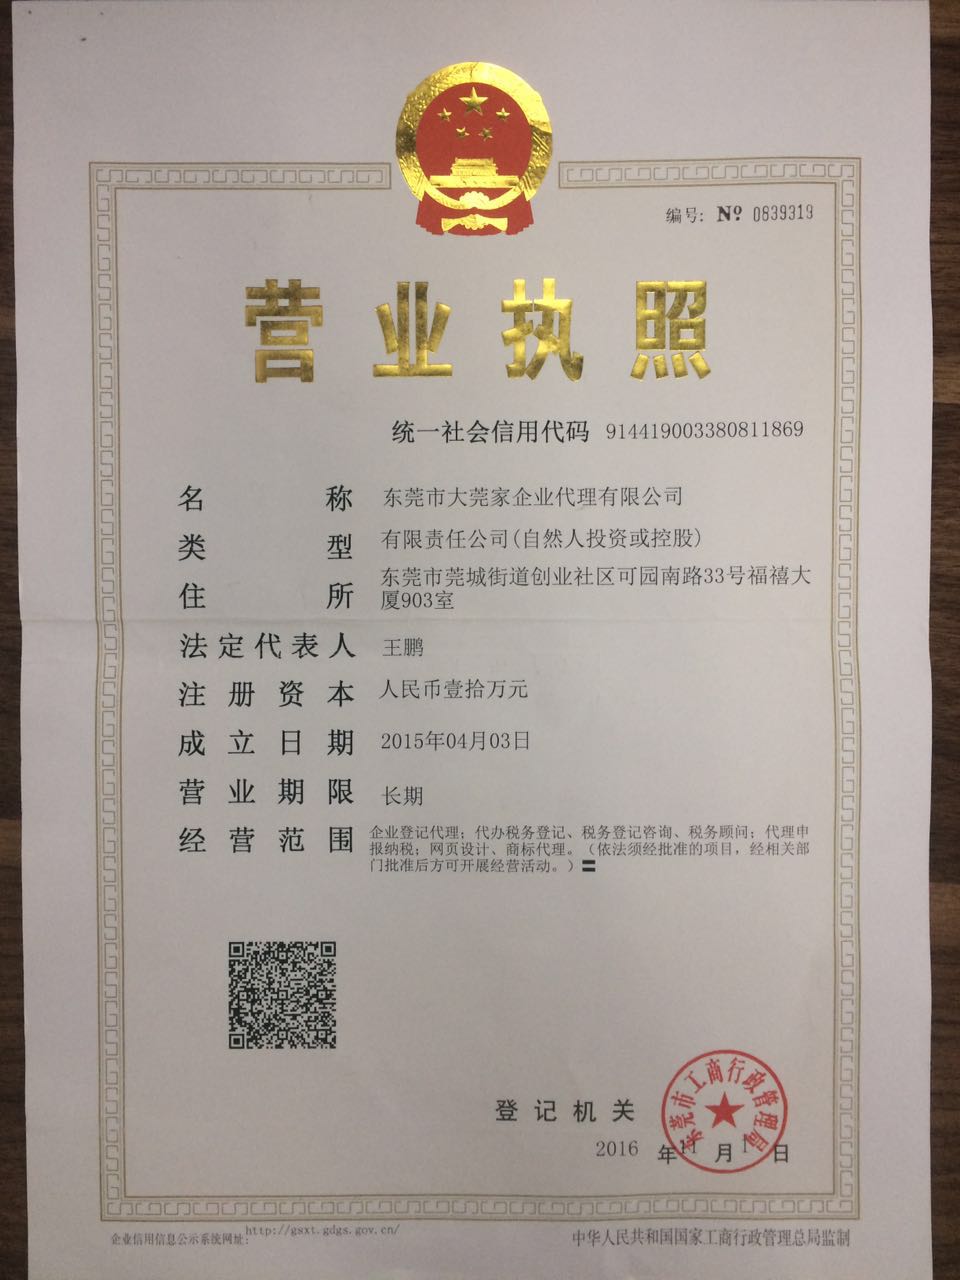 编号: Nº 0839319
营业执照
统一社会信用代码 914419003380811869
名称 东莞市大莞家企业代理有限公司
类型 有限责任公司(自然人投资或控股)
住所 东莞市莞城街道创业社区可园南路33号福禧大
厦903室
法定代表人 王鹏
注册资本 人民币壹拾万元
成立日期 2015年04月03日
营业期限 长期
经营范围 企业登记代理；代办税务登记、税务登记咨询、税务顾问；代理申
报纳税；网页设计、商标代理。（依法须经批准的项目，经相关部
门批准后方可开展经营活动。）〓
东莞市工商行政管理局
登记机关
2016 年11月 日
企业信用信息公示系统网址: http://gsxt.gdgs.gov.cn/
中华人民共和国国家工商行政管理总局监制